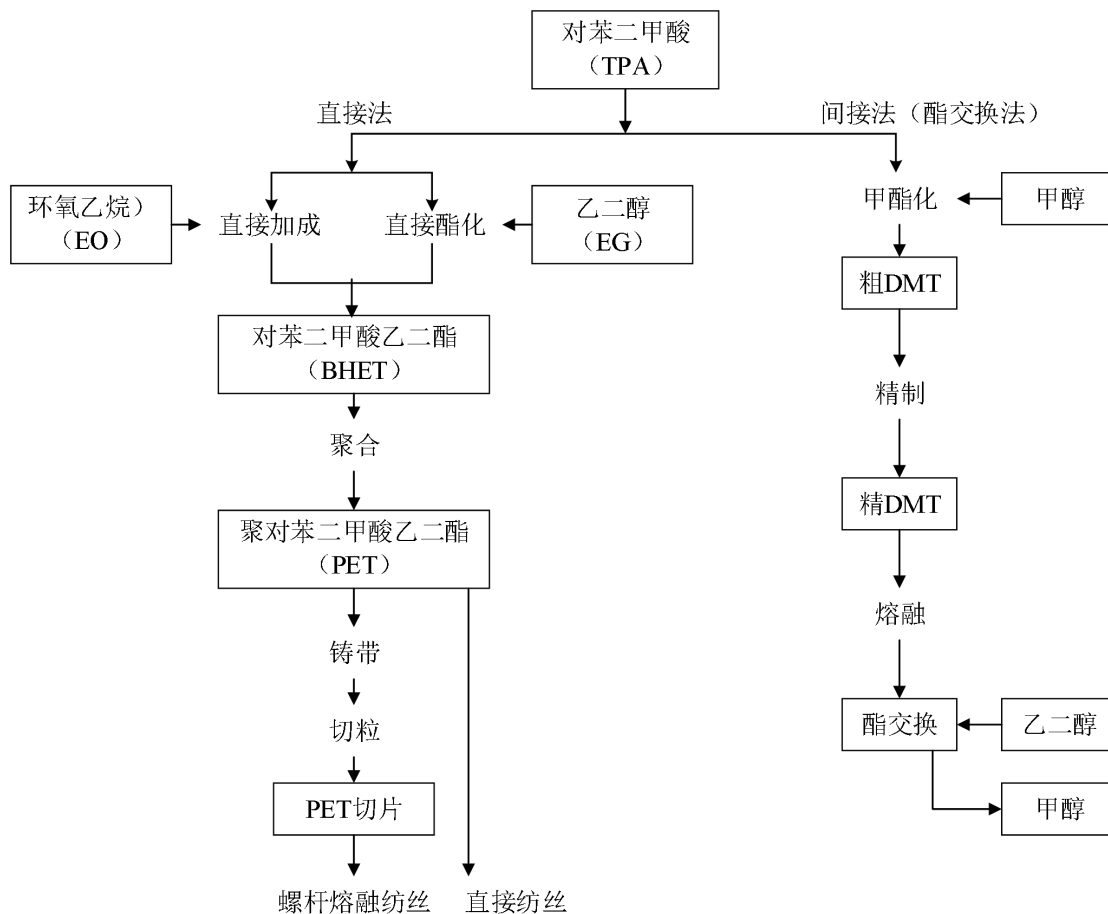 对苯二甲酸
（TPA）
直接法
间接法（酯交换法）
环氧乙烷）
（EO）
直接加成
直接酯化
乙二醇
（EG）
甲酯化
甲醇
粗DMT
对苯二甲酸乙二酯
（BHET）
精制
聚合
精DMT
聚对苯二甲酸乙二酯
（PET）
熔融
铸带
切粒
酯交换
乙二醇
PET切片
甲醇
螺杆熔融纺丝
直接纺丝